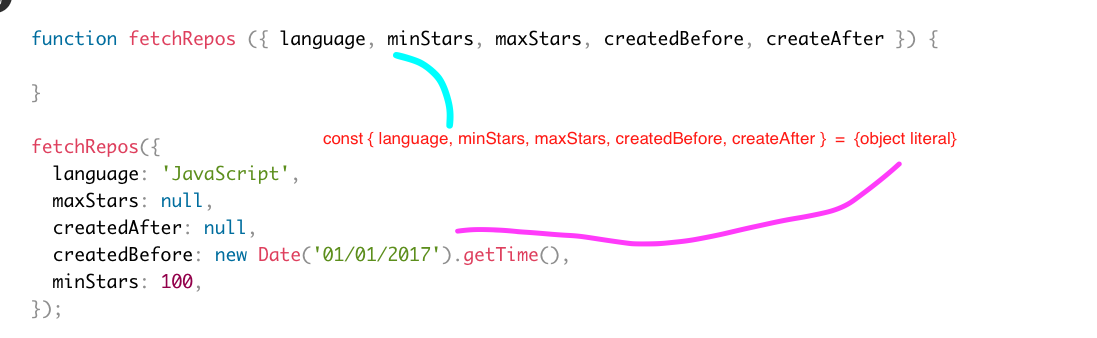 function fetchRepos ({ language, minStars, maxStars, createdBefore, createAfter }) {
}
fetchRepos({
const { language, minStars, maxStars, createdBefore, createAfter } = {object literal}
language: 'JavaScript',
maxStars: null,
createdAfter: null,
createdBefore: new Date('01/01/2017').getTime(),
minStars: 100,
});